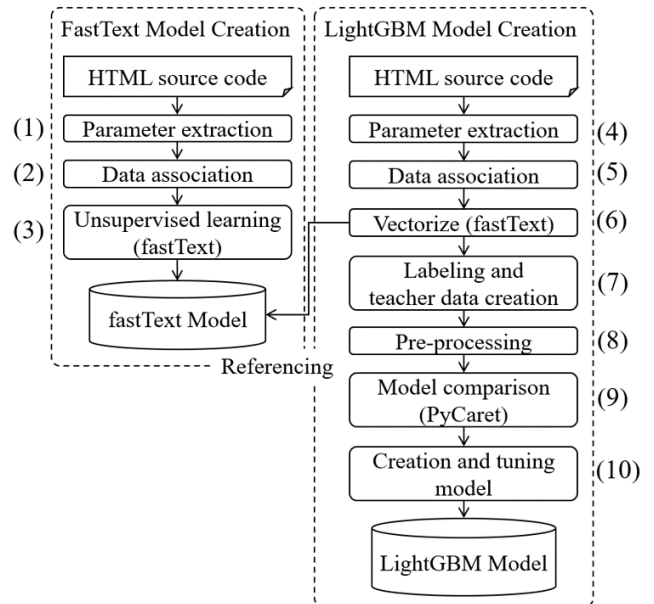 FastText Model Creation
HTML source code
(1)
Parameter extraction
(2)
Data association
(3)
Unsupervised learning
(fastText)
fastText Model
Referencing
LightGBM Model Creation
HTML source code
Parameter extraction
(4)
Data association
(5)
Vectorize (fastText)
(6)
Labeling and
teacher data creation
(7)
Pre-processing
(8)
Model comparison
(PyCaret)
(9)
Creation and tuning
model
(10)
LightGBM Model